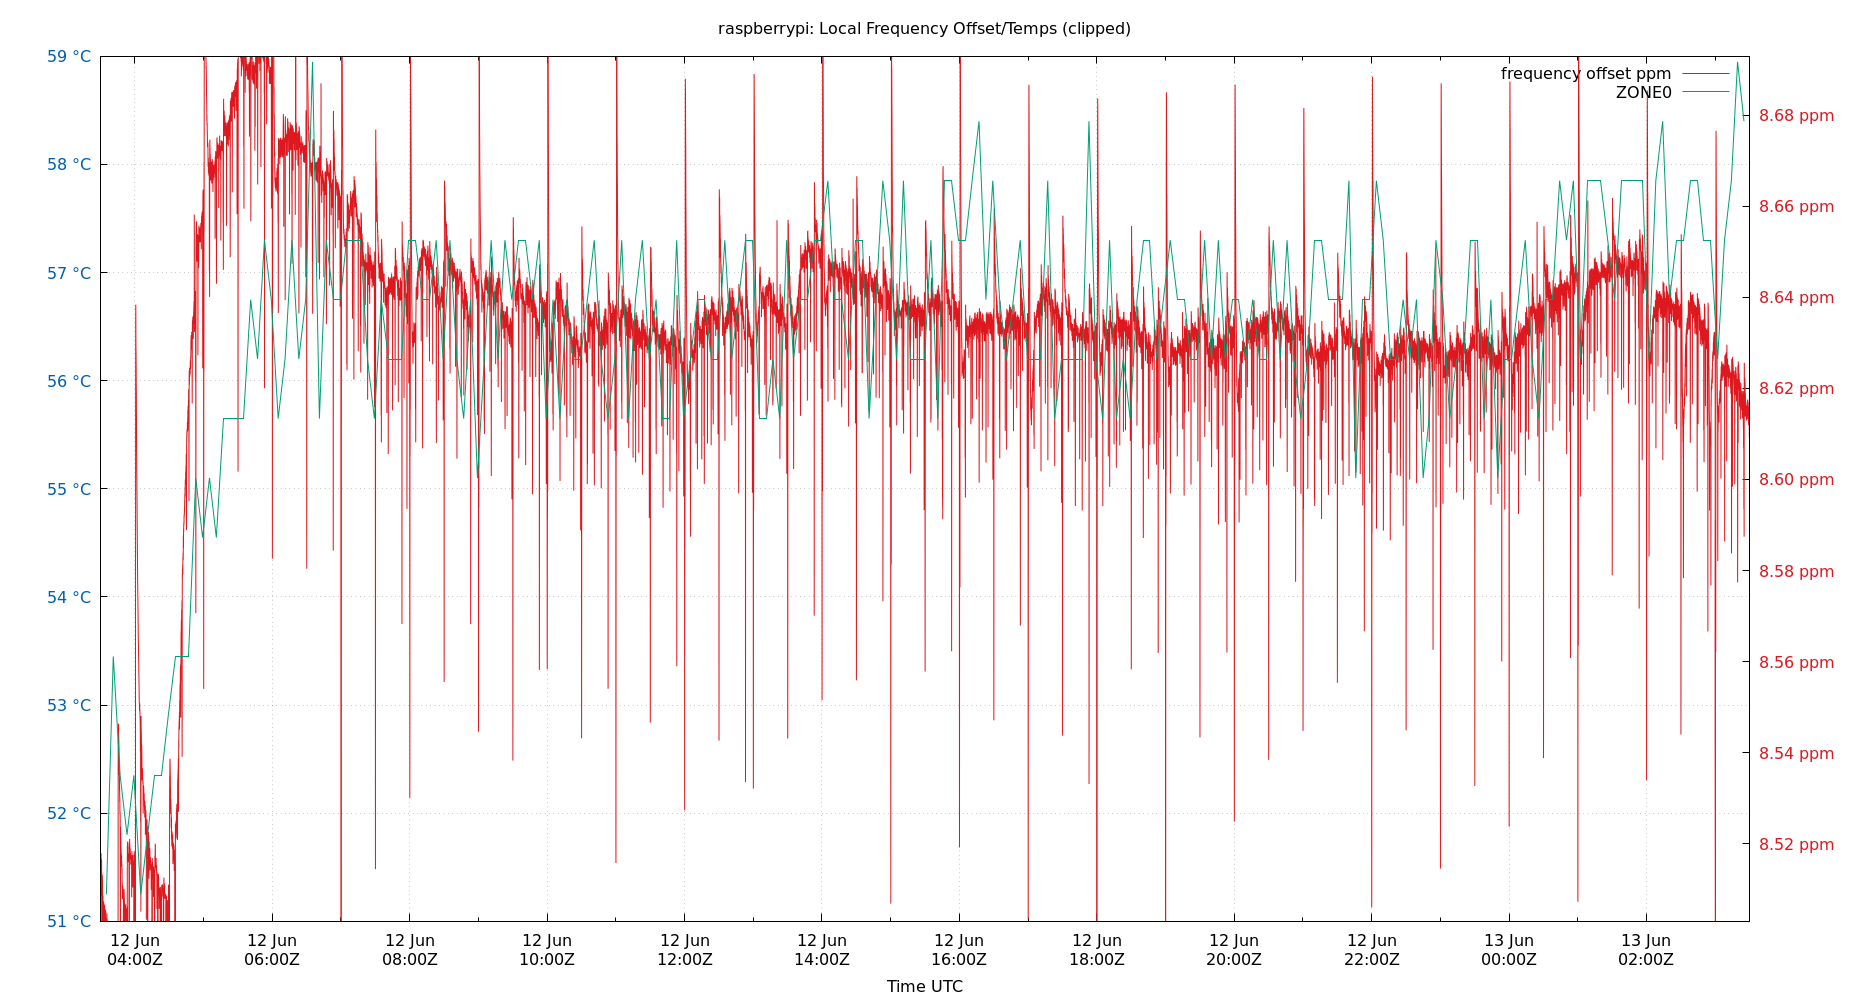 raspberrypi: Local Frequency Offset/Temps (clipped)
frequency offset ppm
ZONE0
59 °C
58 °C
57 °C
56 °C
55 °C
54 °C
53 °C
52 °C
51 °C
8.68 ppm
8.66 ppm
8.64 ppm
8.62 ppm
8.60 ppm
8.58 ppm
8.56 ppm
8.54 ppm
8.52 ppm
12 Jun 12 Jun 12 Jun 12 Jun 12 Jun 12 Jun 12 Jun 12 Jun 12 Jun 12 Jun 13 Jun 13 Jun
04:00Z 06:00Z 08:00Z 10:00Z 12:00Z 14:00Z 16:00Z 18:00Z 20:00Z 22:00Z 00:00Z 02:00Z
Time UTC